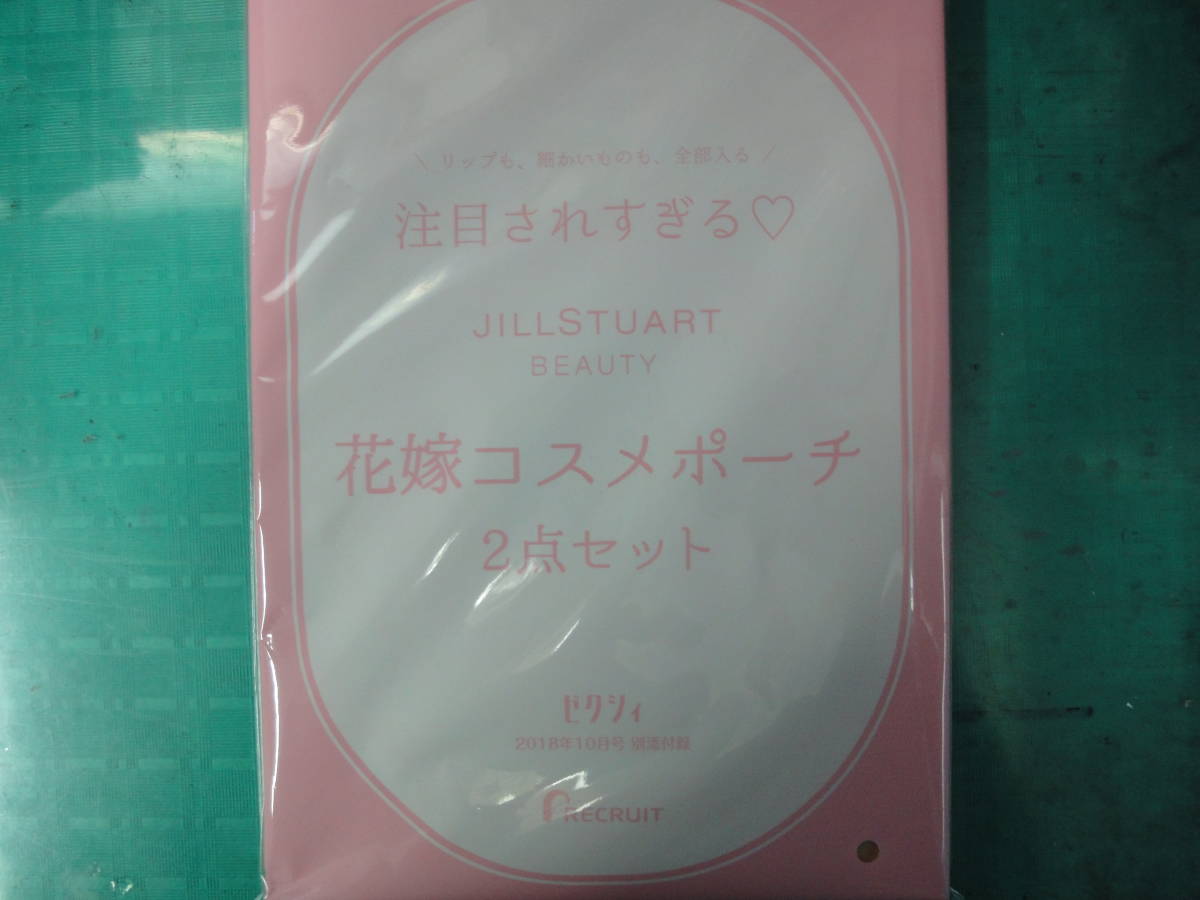 \ リップも、細かいものも、全部入る /
注目されすぎる♡
JILLSTUART
BEAUTY
花嫁コスメポーチ
2点セット
ゼクシィ
2018年10月号 別添付録
RECRUIT